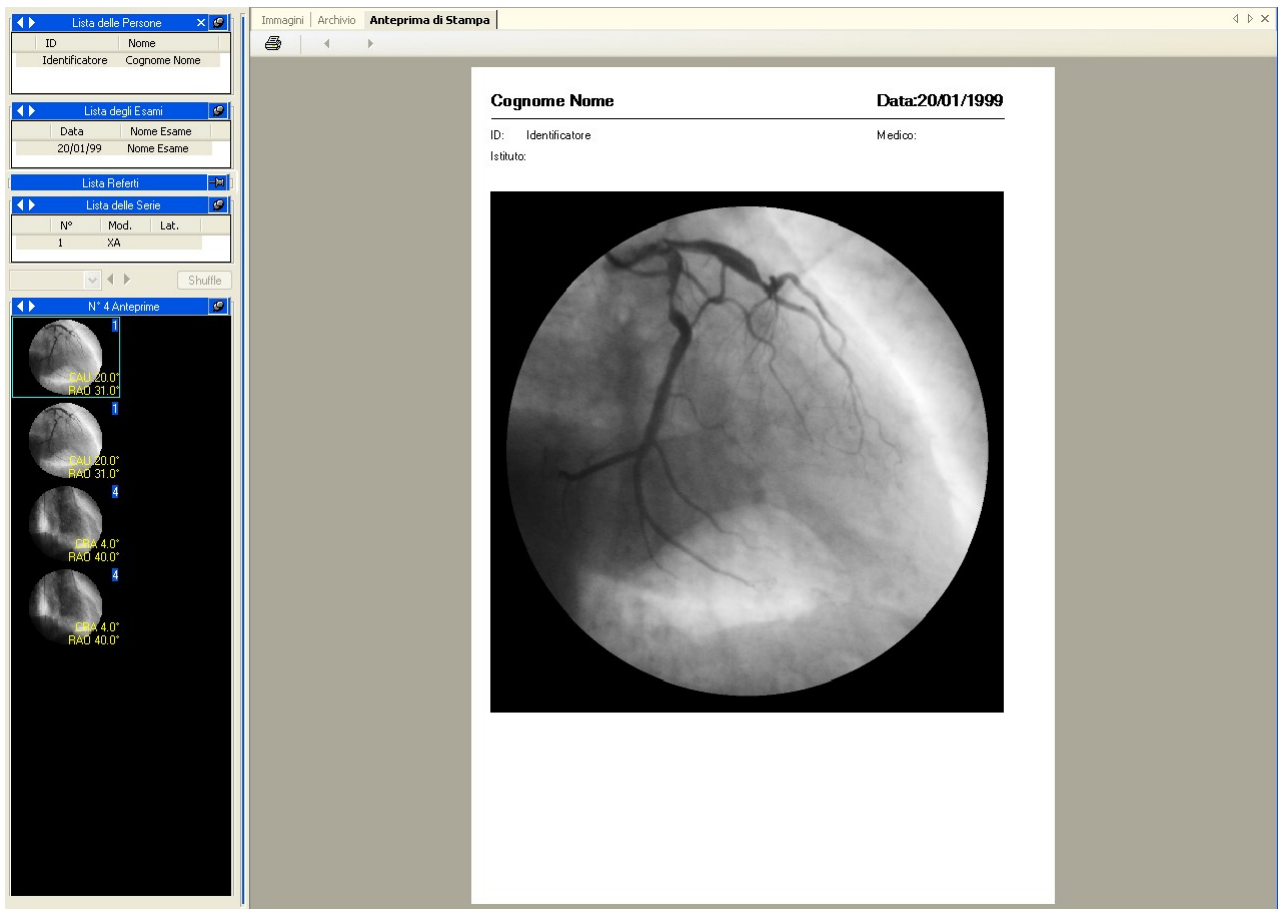 Lista delle Persone
ID Nome
Identificatore Cognome Nome
Lista degli Esami
Data Nome Esame
20/01/99 Nome Esame
Lista Referti
Lista delle Serie
N° Mod. Lat.
1 XA
Shuffle
N° 4 Anteprime
1
CAU 20.0°
RAO 31.0°
1
CAU 20.0°
RAO 31.0°
4
CRA 4.0°
RAO 40.0°
4
CRA 4.0°
RAO 40.0°
Immagini Archivio Anteprima di Stampa
Cognome Nome Data:20/01/1999
ID: Identificatore Medico:
Istituto: